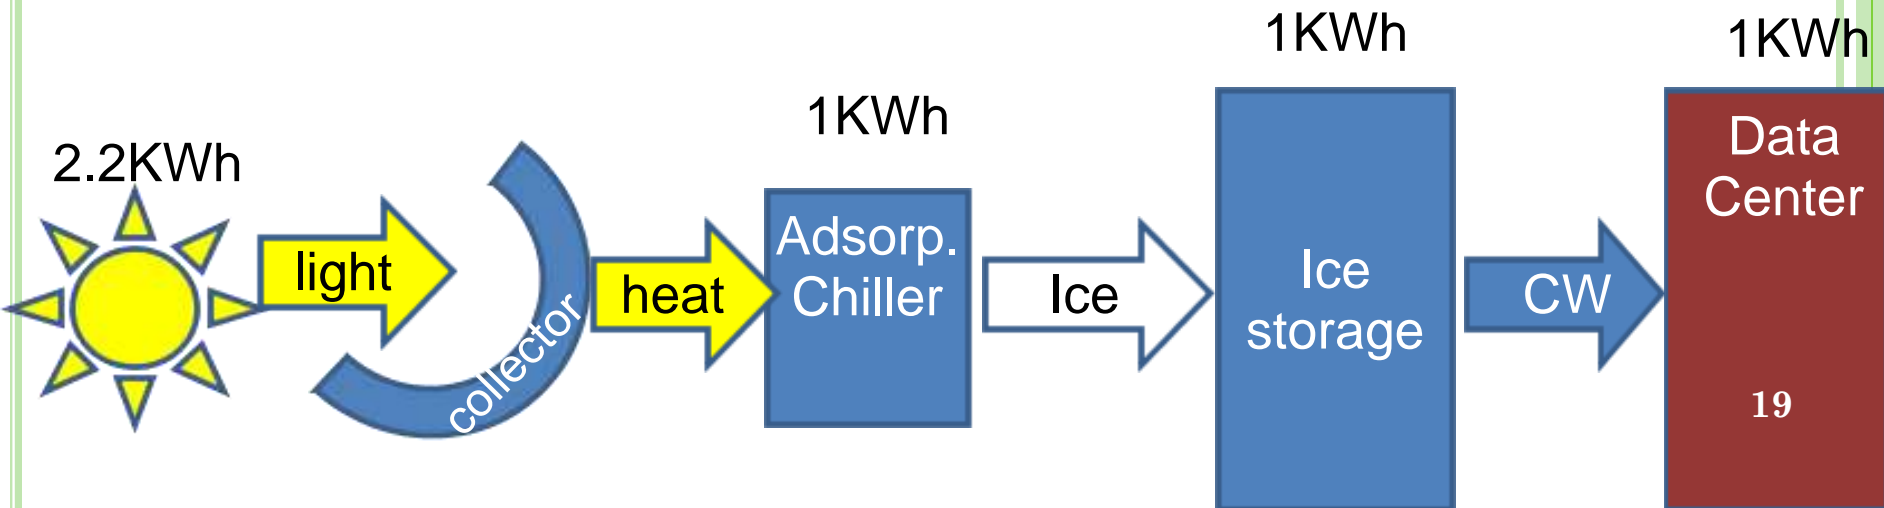 2.2KWh
light
collector
heat
1KWh
Adsorp.
Chiller
Ice
1KWh
Ice
storage
CW
1KWh
Data
Center
19